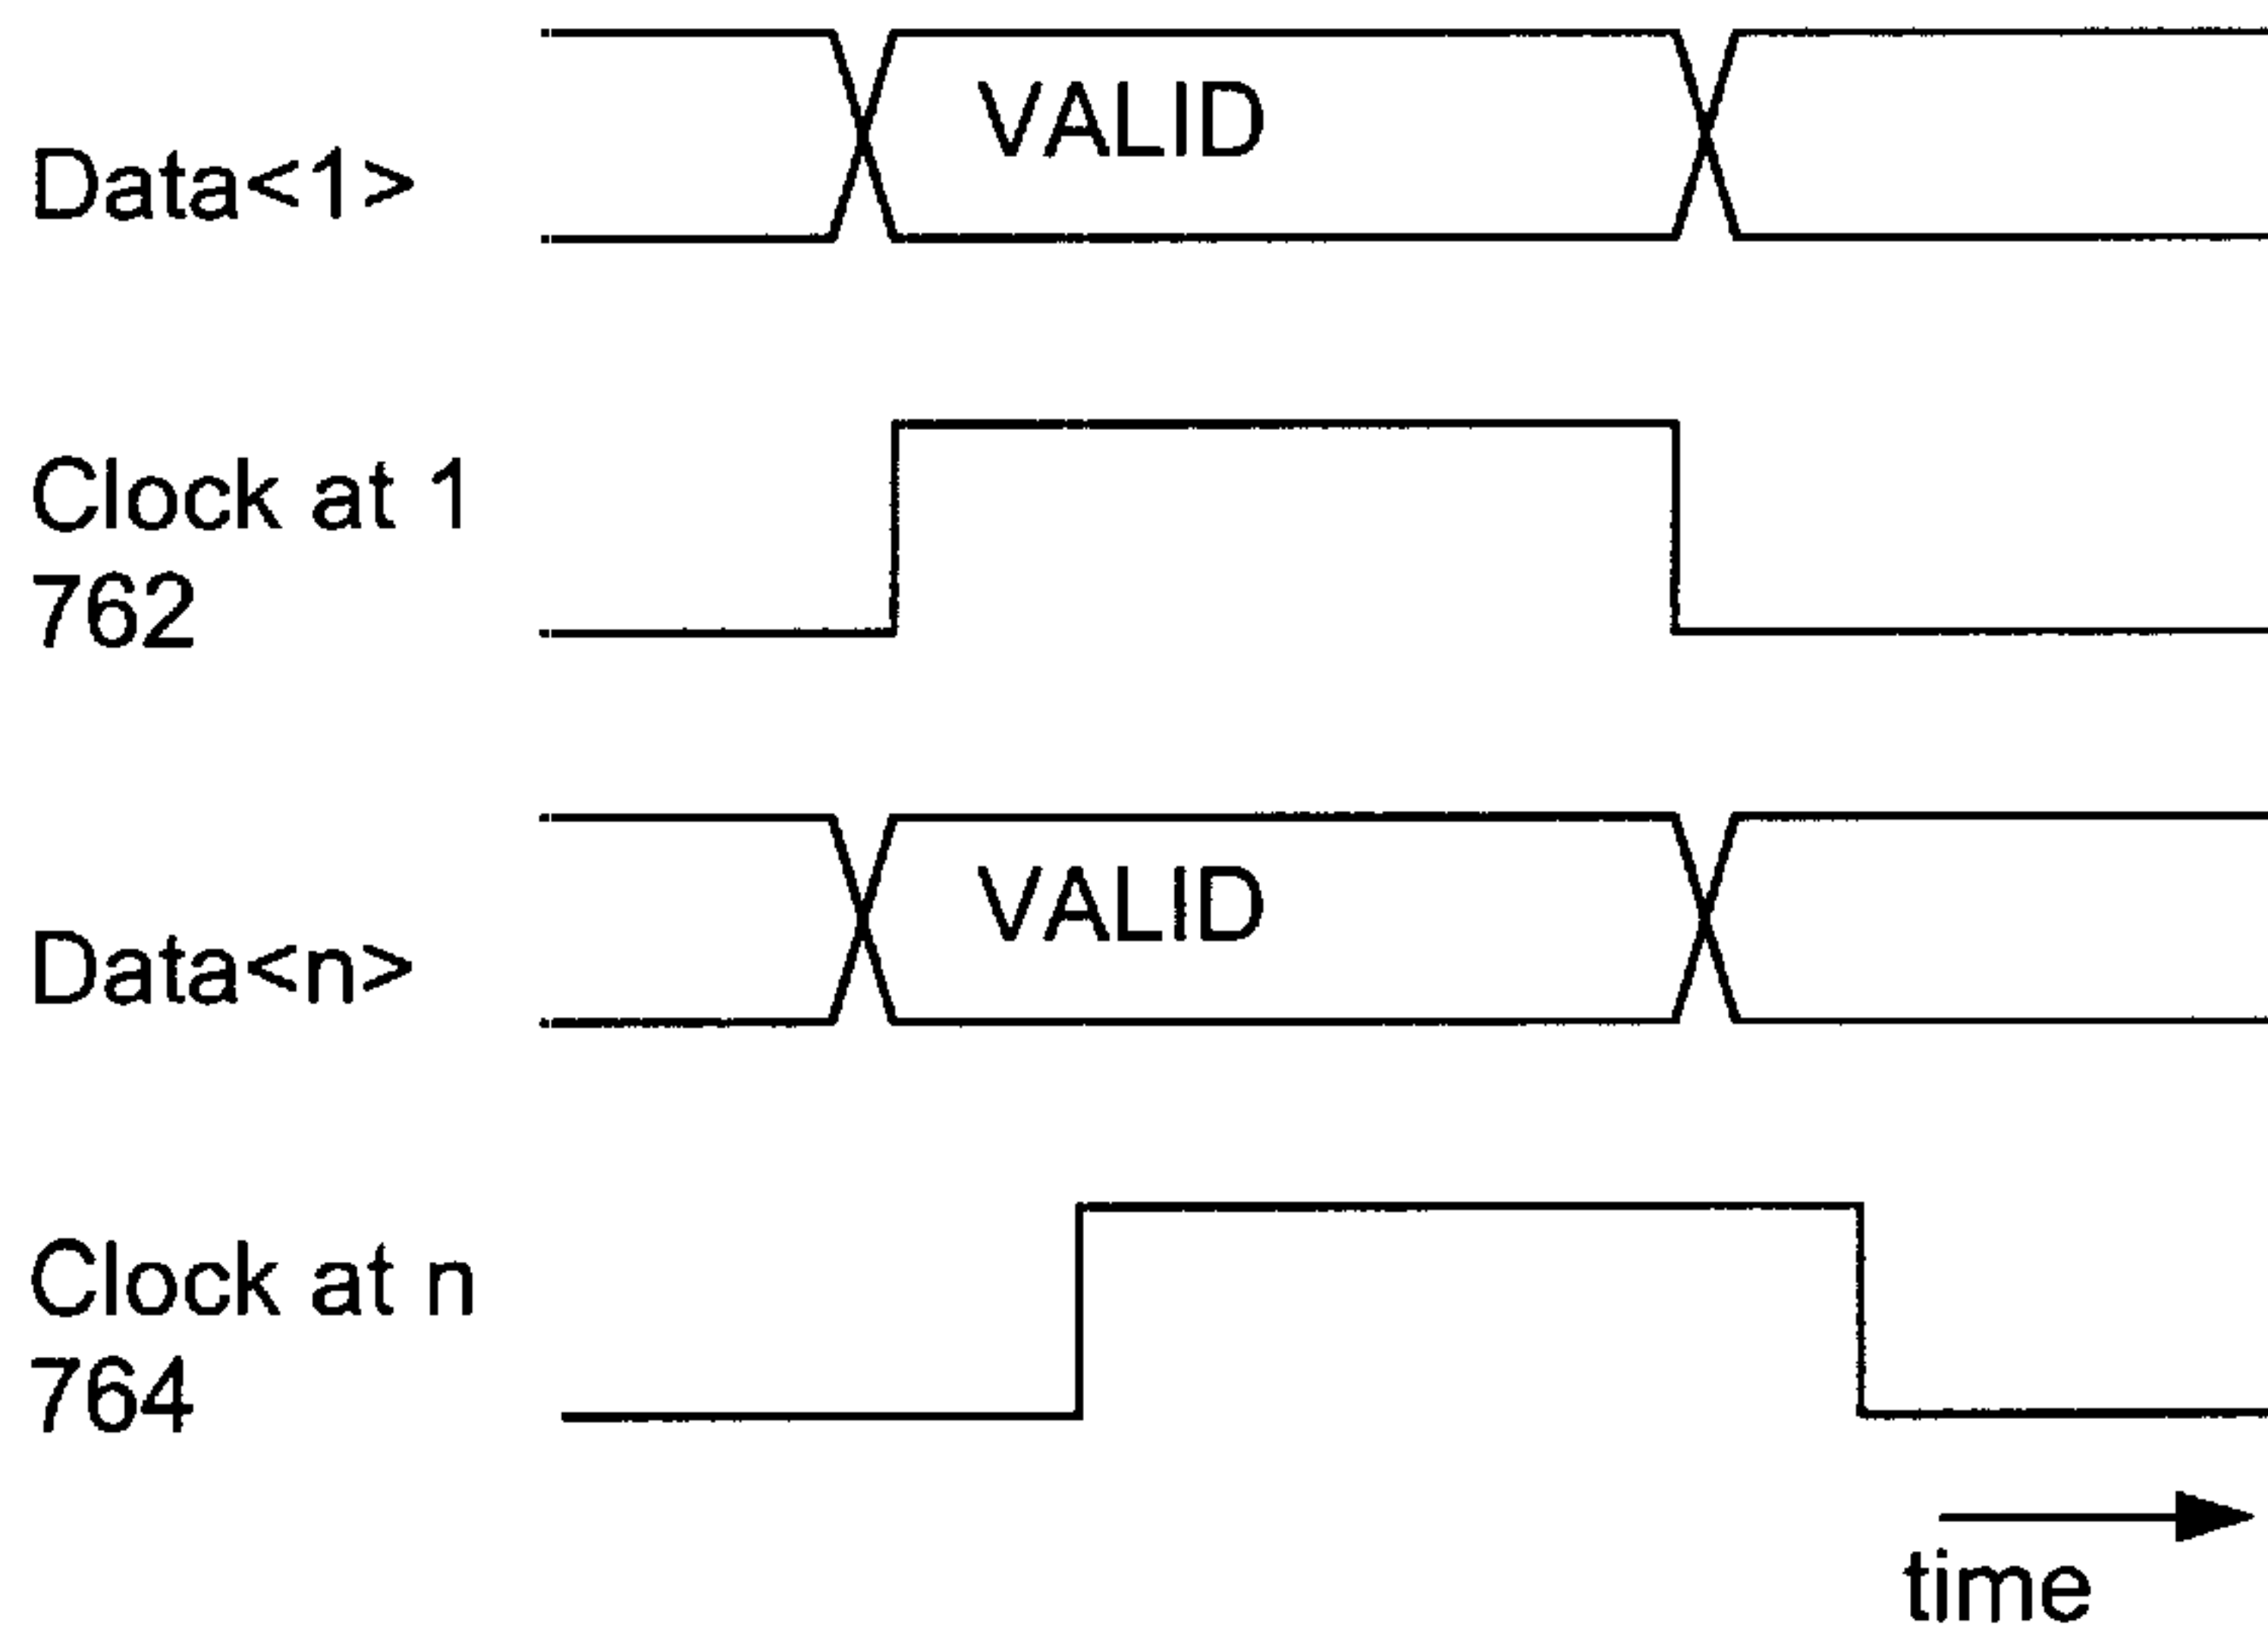 VALID
Data<1>
Clock at 1
762
VALID
Data<n>
Clock at n
764
time